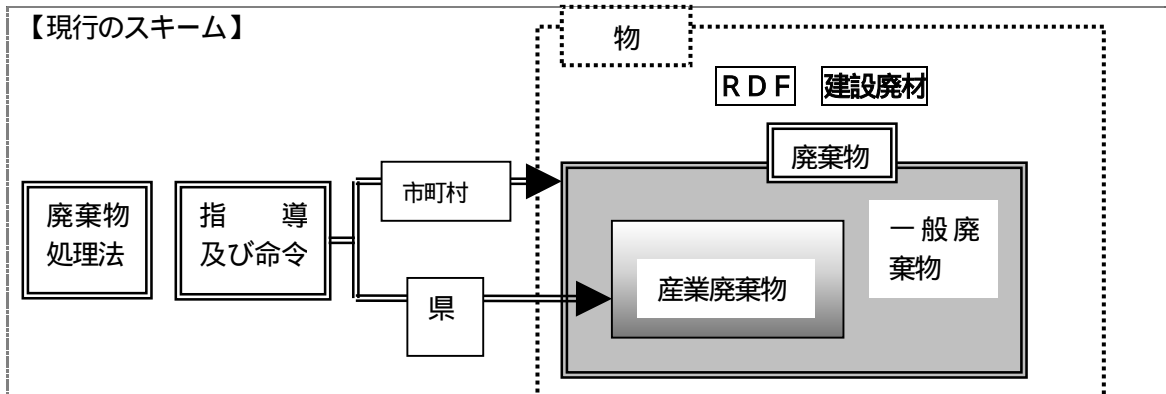 【現行のスキーム】
物
ＲＤＦ 建設廃材
廃棄物
市町村
廃棄物
処理法
指 導
及び命令
一般廃
棄物
産業廃棄物
県